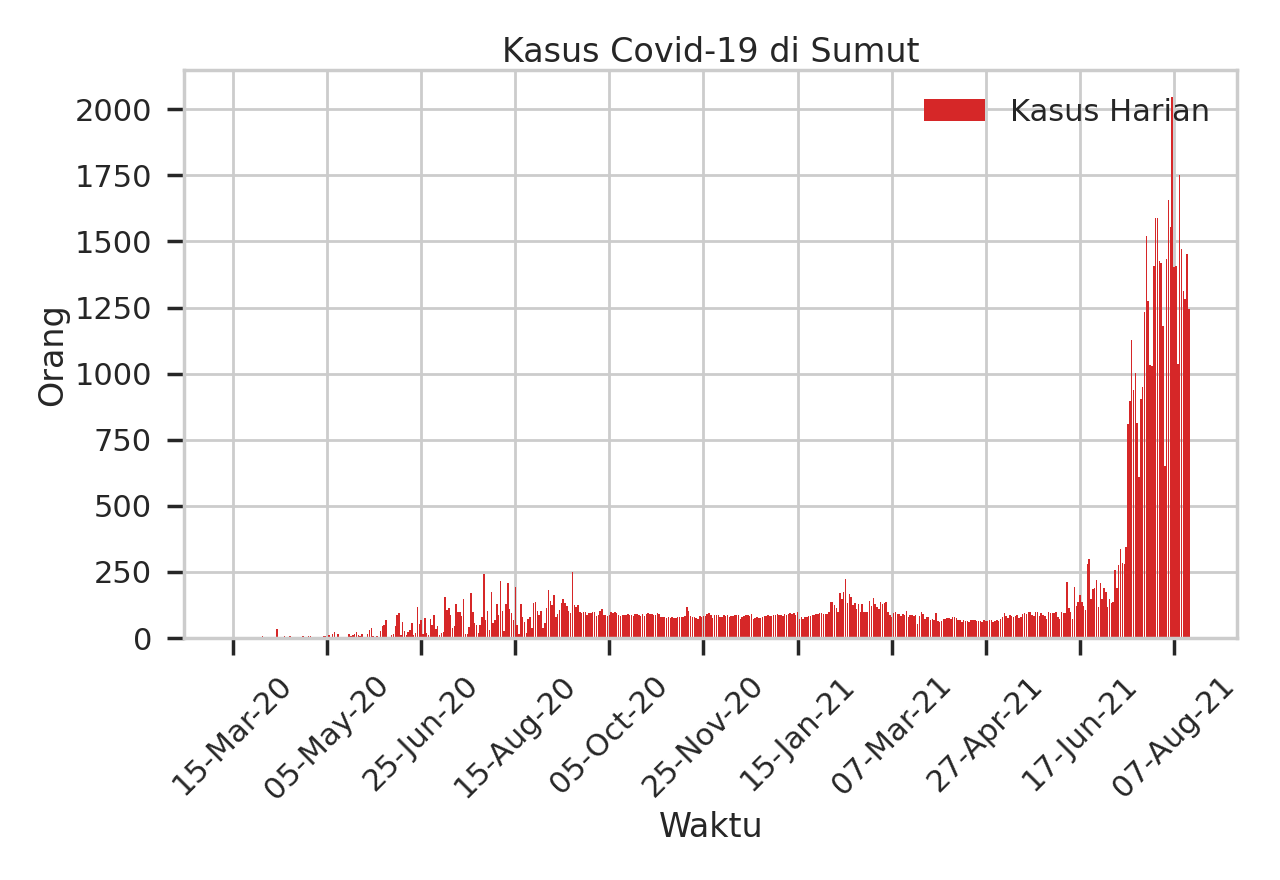 Kasus Covid-19 di Sumut
Kasus Harian
Orang
2000
1750
1500
1250
1000
750
500
250
0
15-Mar-20
05-May-20
25-Jun-20
15-Aug-20
05-Oct-20
25-Nov-20
15-Jan-21
07-Mar-21
27-Apr-21
17-Jun-21
07-Aug-21
Waktu